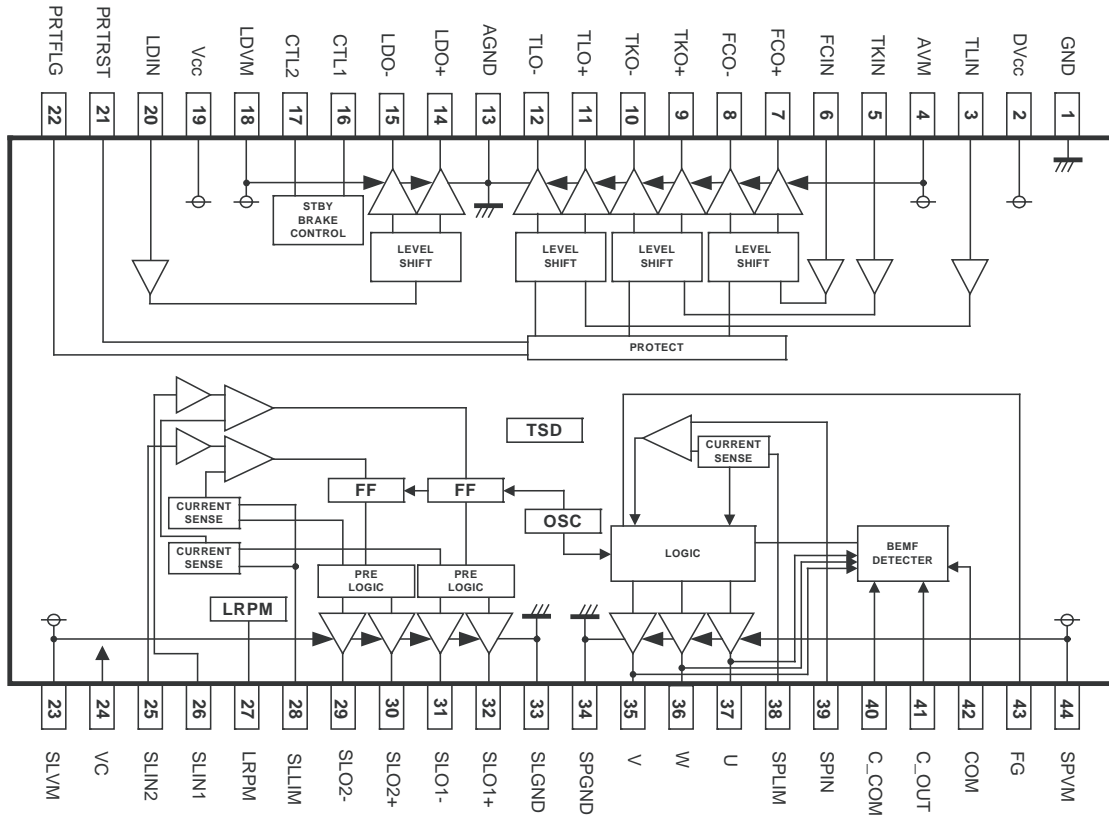 PRTFLG
PRTRST
LDIN
Vcc
LDVM
CTL2
CTL1
LDO-
LDO+
AGND
TLO-
TLO+
TKO-
TKO+
FCO-
FCO+
FCIN
TKIN
AVM
TLIN
DVcc
GND
22
21
20
19
18
17
16
15
14
13
12
11
10
9
8
7
6
5
4
3
2
1
STBY
BRAKE
CONTROL
LEVEL
SHIFT
LEVEL
SHIFT
LEVEL
SHIFT
LEVEL
SHIFT
PROTECT
TSD
CURRENT
SENSE
FF
FF
CURRENT
SENSE
OSC
LOGIC
BEMF
DETECTER
CURRENT
SENSE
PRE
LOGIC
PRE
LOGIC
LRPM
23
24
25
26
27
28
29
30
31
32
33
34
35
36
37
38
39
40
41
42
43
44
SLVM
VC
SLIN2
SLIN1
LRPM
SLLIM
SLO2-
SLO2+
SLO1-
SLO1+
SLGND
SPGND
V
W
U
SPLIM
SPIN
C_COM
C_OUT
COM
FG
SPVM